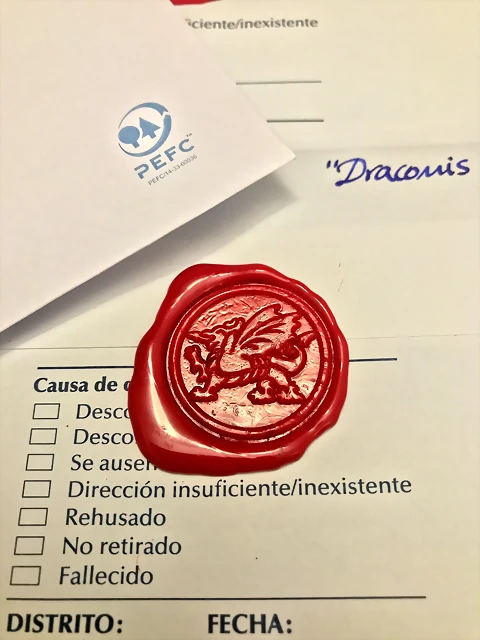 ficiente/inexistente
PEFC™
PEFC/14-33-00036
"Draconis
Causa de d
Desco
Desco
Se ausen
Dirección insuficiente/inexistente
Rehusado
No retirado
Fallecido
DISTRITO: FECHA: